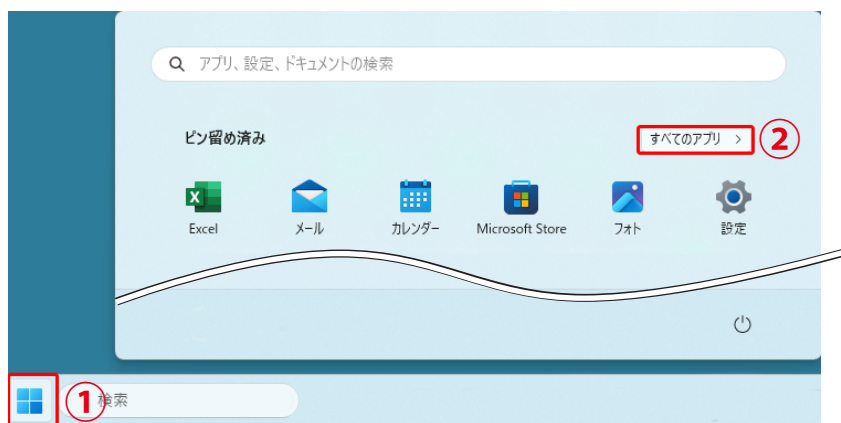 アプリ、設定、ドキュメントの検索
ピン留め済み
すべてのアプリ >
②
Excel
メール
カレンダー
Microsoft Store
フォト
設定
①
検索